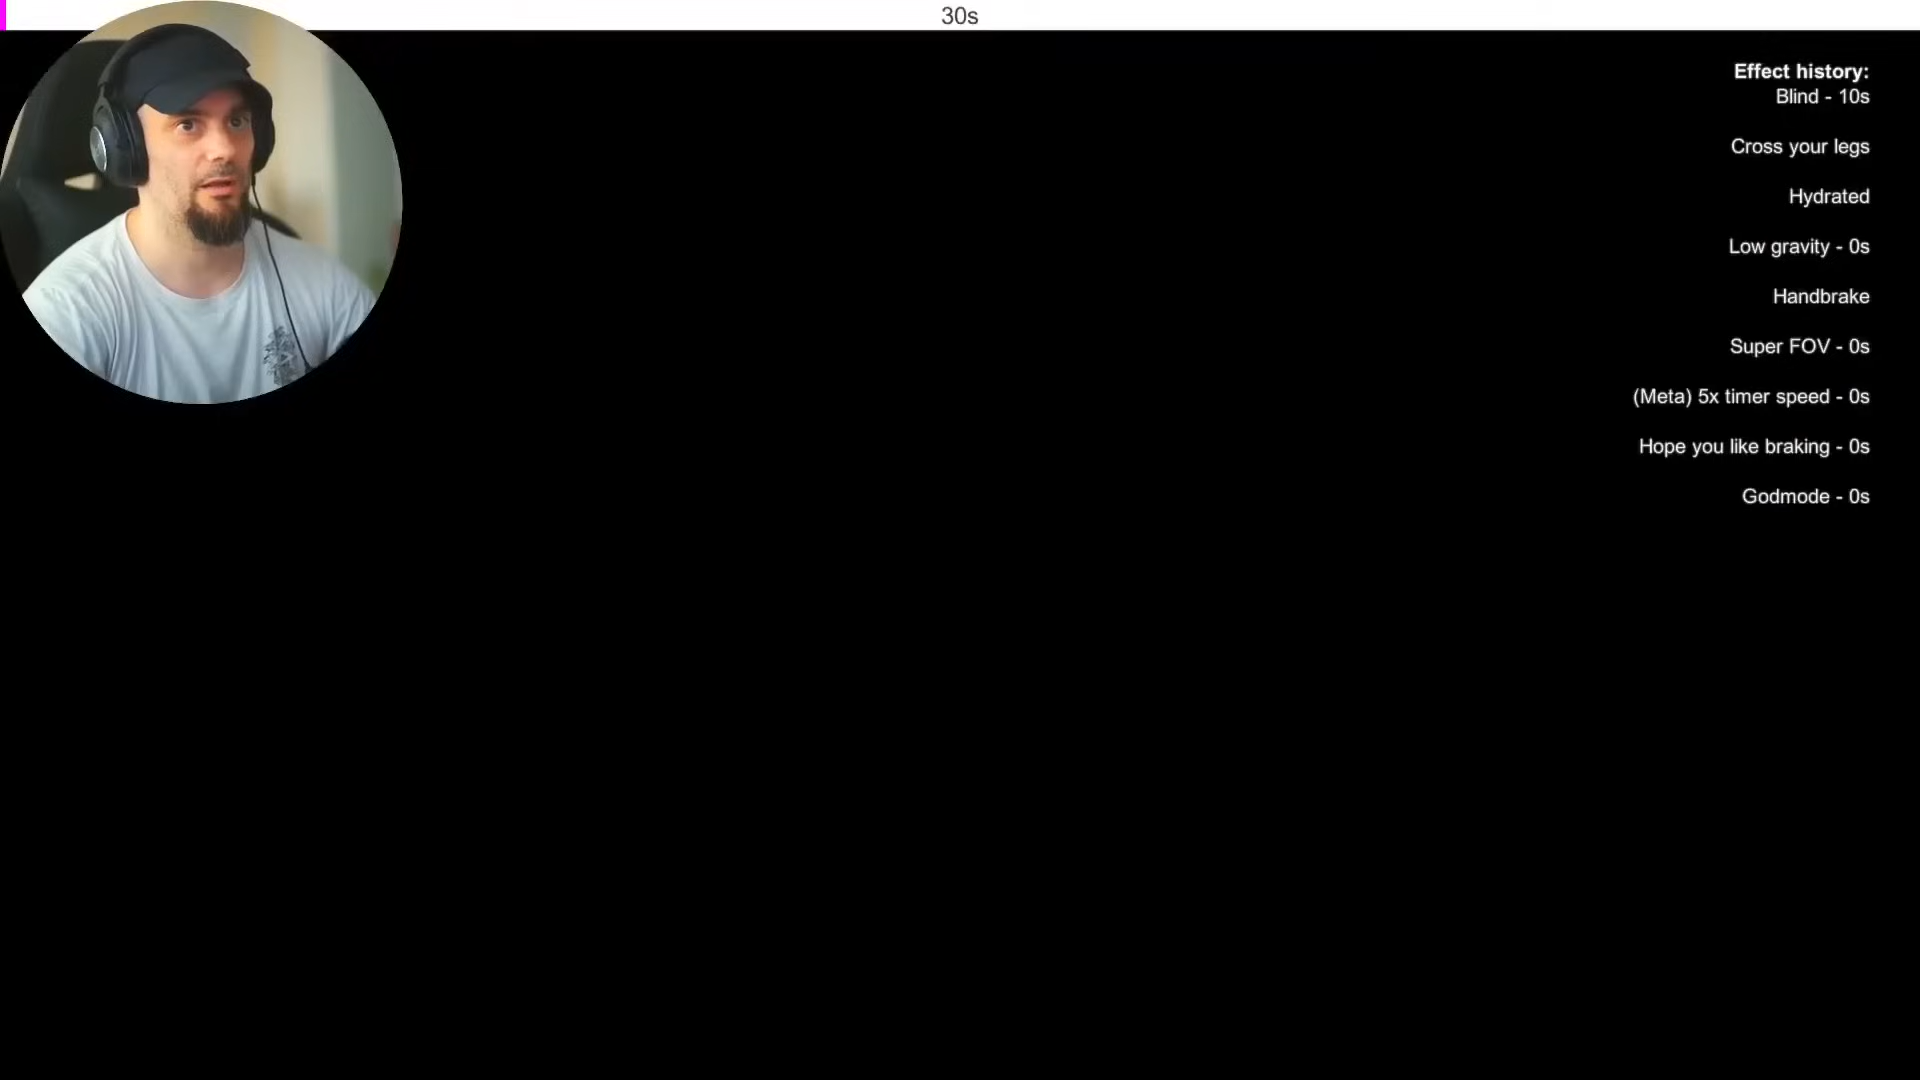 30s
Effect history:
Blind - 10s
Cross your legs
Hydrated
Low gravity - 0s
Handbrake
Super FOV - 0s
(Meta) 5x timer speed - 0s
Hope you like braking - 0s
Godmode - 0s